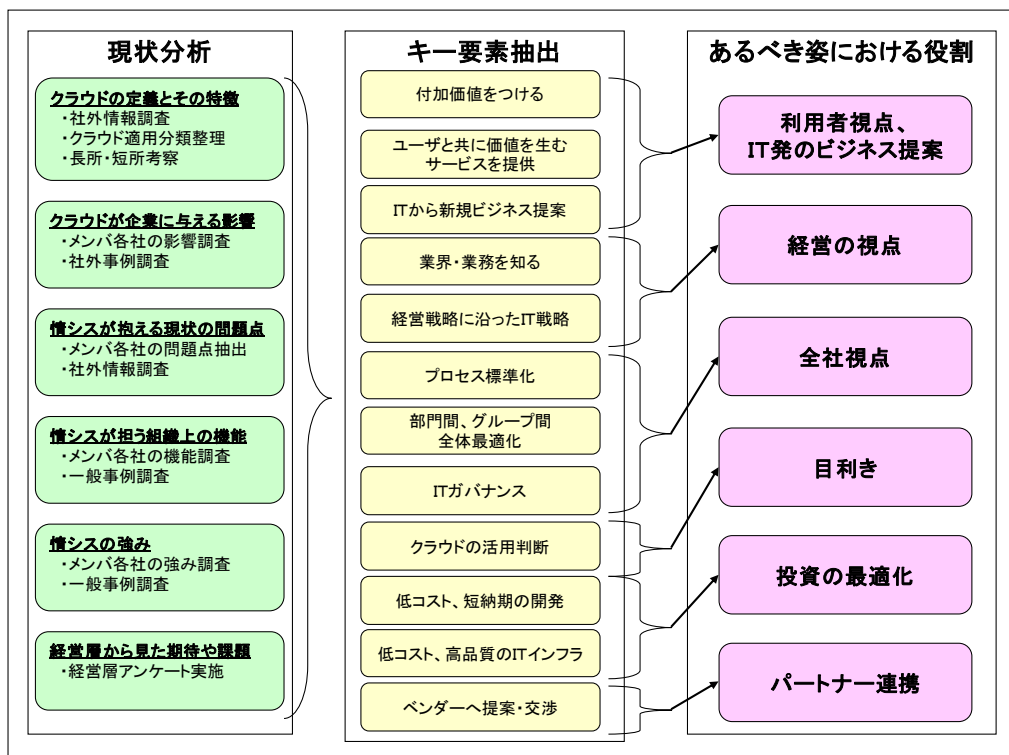 現状分析
クラウドの定義とその特徴
・社外情報調査
・クラウド適用分類整理
・長所・短所考察
クラウドが企業に与える影響
・メンバ各社の影響調査
・社外事例調査
情シスが抱える現状の問題点
・メンバ各社の問題点抽出
・社外情報調査
情シスが担う組織上の機能
・メンバ各社の機能調査
・一般事例調査
情シスの強み
・メンバ各社の強み調査
・一般事例調査
経営層から見た期待や課題
・経営層アンケート実施
キー要素抽出
付加価値をつける
ユーザと共に価値を生む
サービスを提供
ITから新規ビジネス提案
業界・業務を知る
経営戦略に沿ったIT戦略
プロセス標準化
部門間、グループ間
全体最適化
ITガバナンス
クラウドの活用判断
低コスト、短納期の開発
低コスト、高品質のITインフラ
ベンダーへ提案・交渉
あるべき姿における役割
利用者視点、
IT発のビジネス提案
経営の視点
全社視点
目利き
投資の最適化
パートナー連携